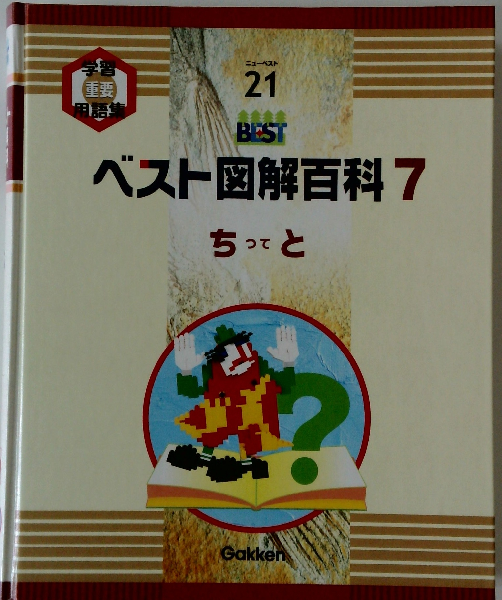 学習
重要
用語集
ニューベスト
21
BEST
ベスト図解百科 7
ち って と
?
Gakken